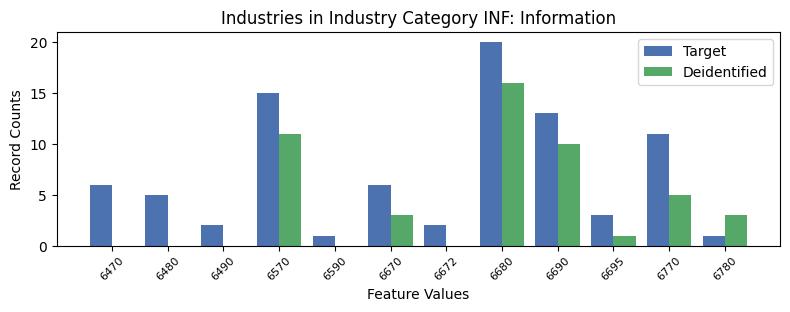 Industries in Industry Category INF: Information
Target
Deidentified
20
15
10
5
0
Record Counts
6470 6480 6490 6570 6590 6670 6672 6680 6690 6695 6770 6780
Feature Values